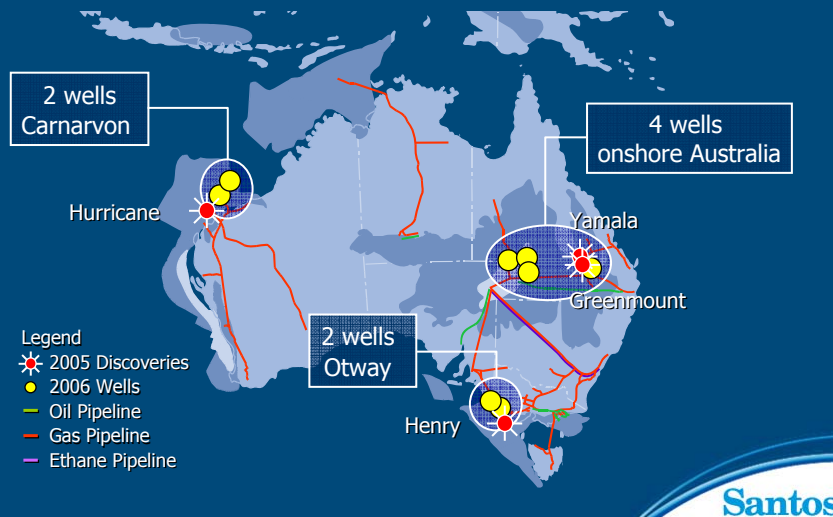 2 wells
Carnarvon
4 wells
onshore Australia
Hurricane
Yamala
Greenmount
2 wells
Otway
Henry
Legend
2005 Discoveries
2006 Wells
Oil Pipeline
Gas Pipeline
Ethane Pipeline
Santos